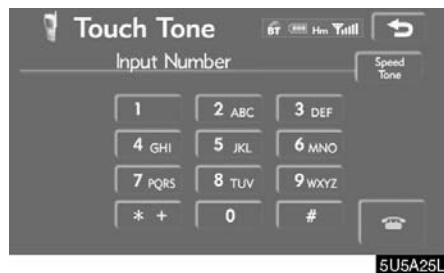 Touch Tone BT Hm
Input Number
Speed
Tone
1 2 ABC 3 DEF
4 GHI 5 JKL 6 MNO
7 PQRS 8 TUV 9 WXYZ
* + 0 #
5U5A25L